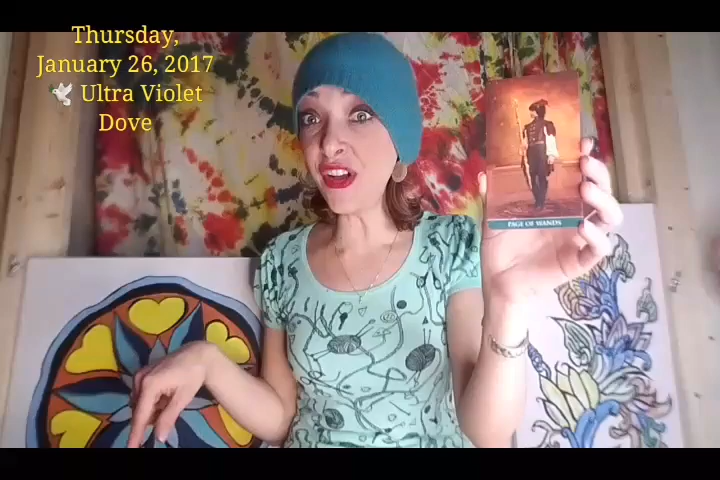 Thursday,
January 26, 2017
🕊 Ultra Violet
Dove
PAGE OF WANDS